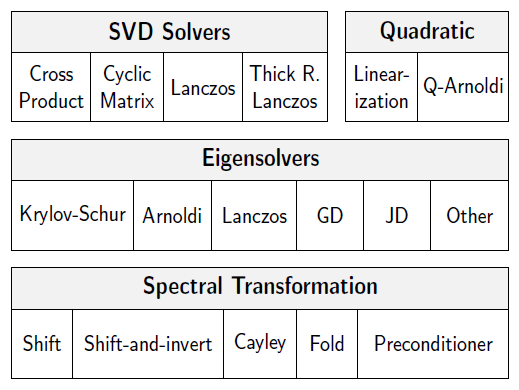 SVD Solvers
Cross
Product
Cyclic
Matrix
Lanczos
Thick R.
Lanczos
Quadratic
Linear-
ization
Q-Arnoldi
Eigensolvers
Krylov-Schur
Arnoldi
Lanczos
GD
JD
Other
Spectral Transformation
Shift
Shift-and-invert
Cayley
Fold
Preconditioner